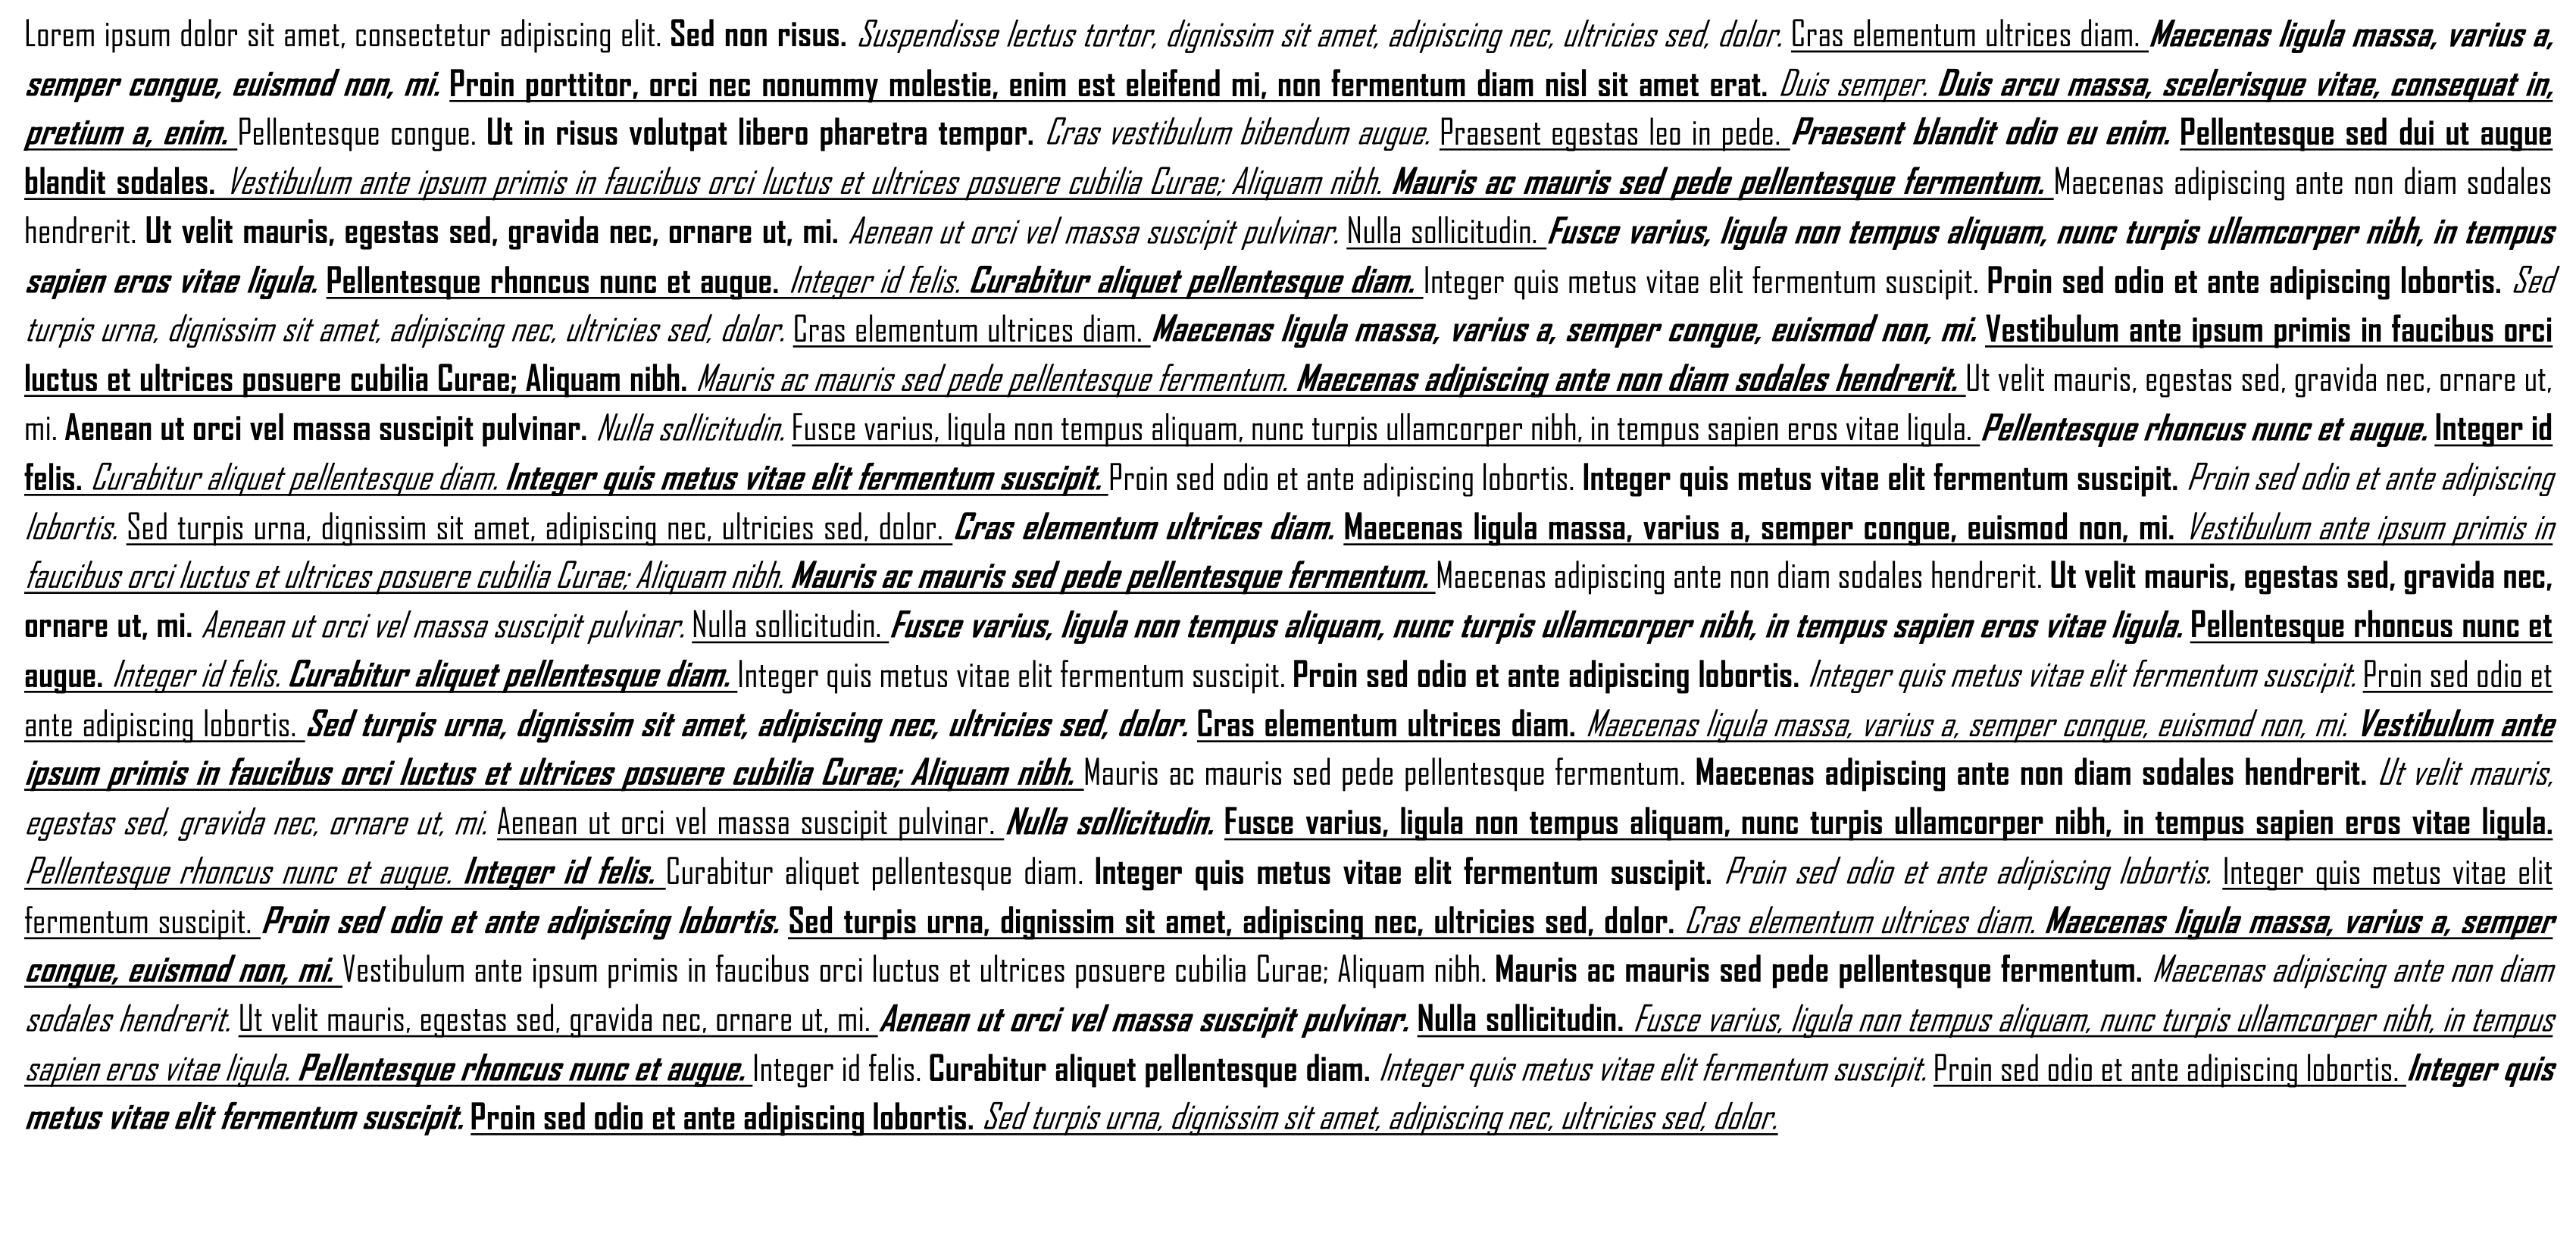 Lorem ipsum dolor sit amet, consectetur adipiscing elit. Sed non risus. Suspendisse lectus tortor, dignissim sit amet, adipiscing nec, ultricies sed, dolor. Cras elementum ultrices diam. Maecenas ligula massa, varius a,
semper congue, euismod non, mi. Proin porttitor, orci nec nonummy molestie, enim est eleifend mi, non fermentum diam nisl sit amet erat. Duis semper. Duis arcu massa, scelerisque vitae, consequat in,
pretium a, enim. Pellentesque congue. Ut in risus volutpat libero pharetra tempor. Cras vestibulum bibendum augue. Praesent egestas leo in pede. Praesent blandit odio eu enim. Pellentesque sed dui ut augue
blandit sodales. Vestibulum ante ipsum primis in faucibus orci luctus et ultrices posuere cubilia Curae; Aliquam nibh. Mauris ac mauris sed pede pellentesque fermentum. Maecenas adipiscing ante non diam sodales
hendrerit. Ut velit mauris, egestas sed, gravida nec, ornare ut, mi. Aenean ut orci vel massa suscipit pulvinar. Nulla sollicitudin. Fusce varius, ligula non tempus aliquam, nunc turpis ullamcorper nibh, in tempus
sapien eros vitae ligula. Pellentesque rhoncus nunc et augue. Integer id felis. Curabitur aliquet pellentesque diam. Integer quis metus vitae elit fermentum suscipit. Proin sed odio et ante adipiscing lobortis. Sed
turpis urna, dignissim sit amet, adipiscing nec, ultricies sed, dolor. Cras elementum ultrices diam. Maecenas ligula massa, varius a, semper congue, euismod non, mi. Vestibulum ante ipsum primis in faucibus orci
luctus et ultrices posuere cubilia Curae; Aliquam nibh. Mauris ac mauris sed pede pellentesque fermentum. Maecenas adipiscing ante non diam sodales hendrerit. Ut velit mauris, egestas sed, gravida nec, ornare ut,
mi. Aenean ut orci vel massa suscipit pulvinar. Nulla sollicitudin. Fusce varius, ligula non tempus aliquam, nunc turpis ullamcorper nibh, in tempus sapien eros vitae ligula. Pellentesque rhoncus nunc et augue. Integer id
felis. Curabitur aliquet pellentesque diam. Integer quis metus vitae elit fermentum suscipit. Proin sed odio et ante adipiscing lobortis. Integer quis metus vitae elit fermentum suscipit. Proin sed odio et ante adipiscing
lobortis. Sed turpis urna, dignissim sit amet, adipiscing nec, ultricies sed, dolor. Cras elementum ultrices diam. Maecenas ligula massa, varius a, semper congue, euismod non, mi. Vestibulum ante ipsum primis in
faucibus orci luctus et ultrices posuere cubilia Curae; Aliquam nibh. Mauris ac mauris sed pede pellentesque fermentum. Maecenas adipiscing ante non diam sodales hendrerit. Ut velit mauris, egestas sed, gravida nec,
ornare ut, mi. Aenean ut orci vel massa suscipit pulvinar. Nulla sollicitudin. Fusce varius, ligula non tempus aliquam, nunc turpis ullamcorper nibh, in tempus sapien eros vitae ligula. Pellentesque rhoncus nunc et
augue. Integer id felis. Curabitur aliquet pellentesque diam. Integer quis metus vitae elit fermentum suscipit. Proin sed odio et ante adipiscing lobortis. Integer quis metus vitae elit fermentum suscipit. Proin sed odio et
ante adipiscing lobortis. Sed turpis urna, dignissim sit amet, adipiscing nec, ultricies sed, dolor. Cras elementum ultrices diam. Maecenas ligula massa, varius a, semper congue, euismod non, mi. Vestibulum ante
ipsum primis in faucibus orci luctus et ultrices posuere cubilia Curae; Aliquam nibh. Mauris ac mauris sed pede pellentesque fermentum. Maecenas adipiscing ante non diam sodales hendrerit. Ut velit mauris,
egestas sed, gravida nec, ornare ut, mi. Aenean ut orci vel massa suscipit pulvinar. Nulla sollicitudin. Fusce varius, ligula non tempus aliquam, nunc turpis ullamcorper nibh, in tempus sapien eros vitae ligula.
Pellentesque rhoncus nunc et augue. Integer id felis. Curabitur aliquet pellentesque diam. Integer quis metus vitae elit fermentum suscipit. Proin sed odio et ante adipiscing lobortis. Integer quis metus vitae elit
fermentum suscipit. Proin sed odio et ante adipiscing lobortis. Sed turpis urna, dignissim sit amet, adipiscing nec, ultricies sed, dolor. Cras elementum ultrices diam. Maecenas ligula massa, varius a, semper
congue, euismod non, mi. Vestibulum ante ipsum primis in faucibus orci luctus et ultrices posuere cubilia Curae; Aliquam nibh. Mauris ac mauris sed pede pellentesque fermentum. Maecenas adipiscing ante non diam
sodales hendrerit. Ut velit mauris, egestas sed, gravida nec, ornare ut, mi. Aenean ut orci vel massa suscipit pulvinar. Nulla sollicitudin. Fusce varius, ligula non tempus aliquam, nunc turpis ullamcorper nibh, in tempus
sapien eros vitae ligula. Pellentesque rhoncus nunc et augue. Integer id felis. Curabitur aliquet pellentesque diam. Integer quis metus vitae elit fermentum suscipit. Proin sed odio et ante adipiscing lobortis. Integer quis
metus vitae elit fermentum suscipit. Proin sed odio et ante adipiscing lobortis. Sed turpis urna, dignissim sit amet, adipiscing nec, ultricies sed, dolor.